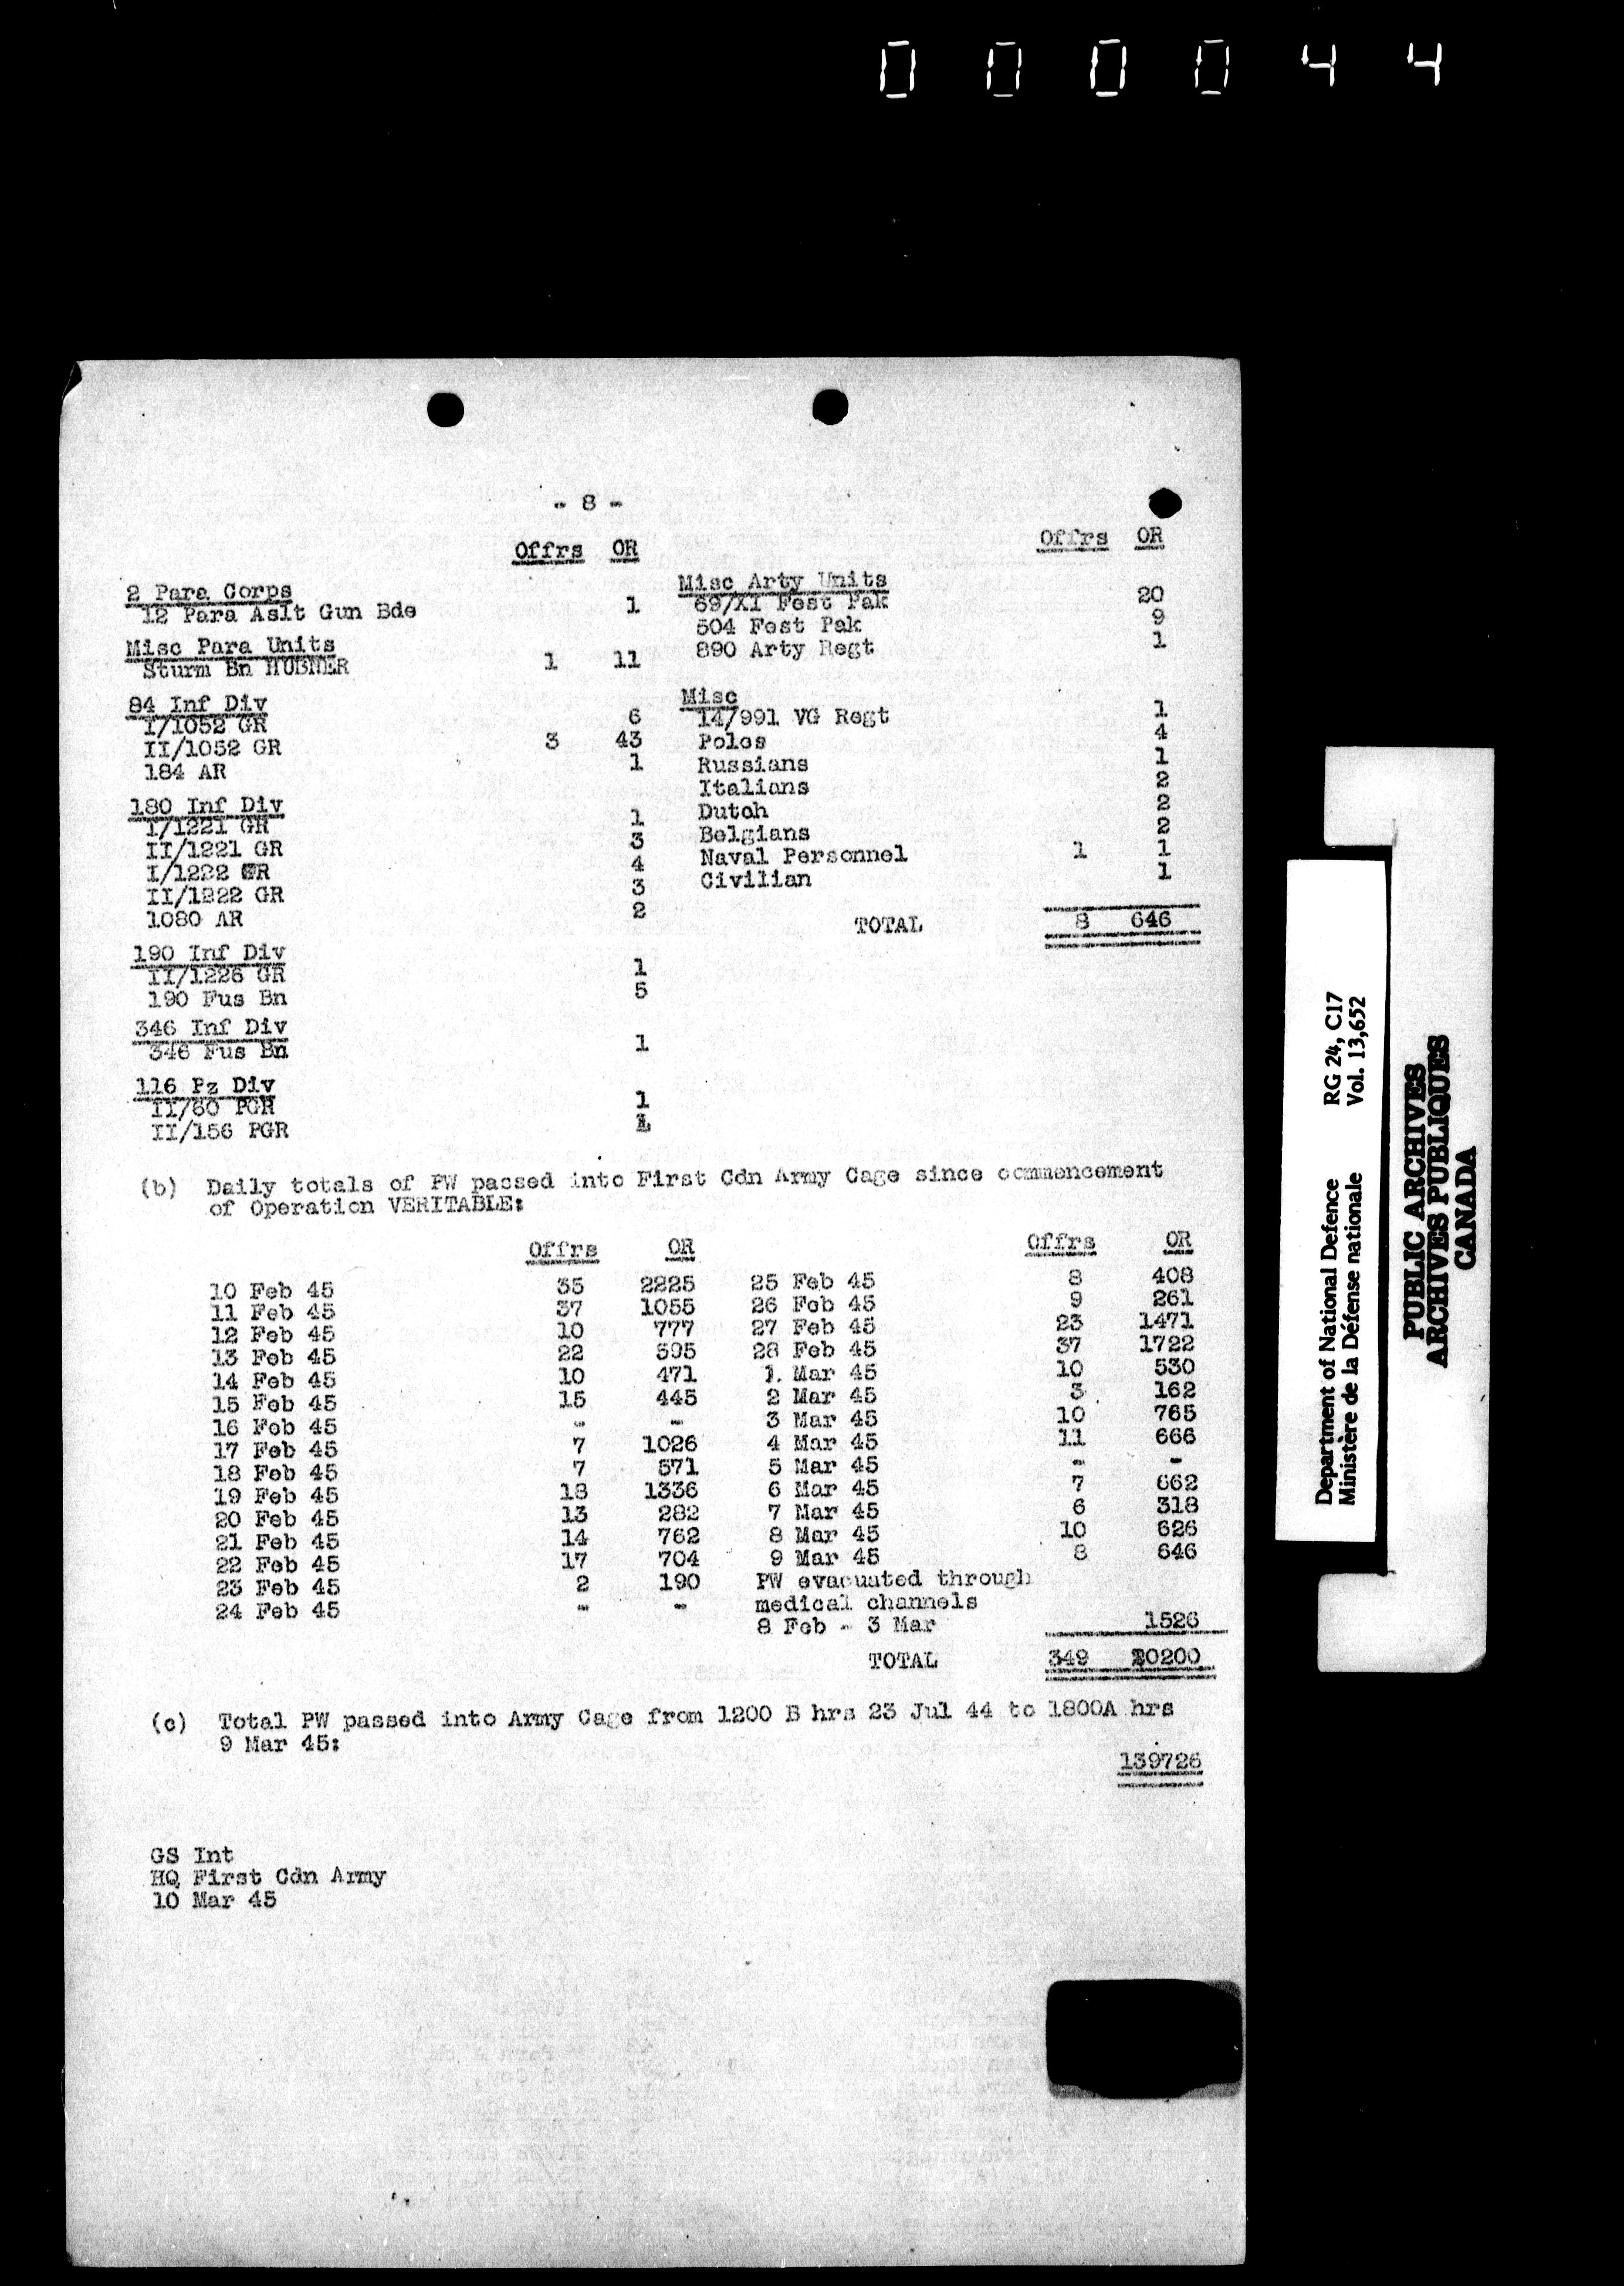 000044
- 8 -
Offrs OR Offrs OR
2 Para Corps
12 Para Aslt Gun Bde 1
Misc Para Units
Sturm Bn HUBNER 1 11
84 Inf Div
I/1052 GR 6
II/1052 GR 3 43
184 AR 1
180 Inf Div
I/1221 GR 1
II/1221 GR 3
I/1222 GR 4
II/1222 GR 3
1080 AR 2
190 Inf Div
II/1226 GR 1
190 Fus Bn 5
346 Inf Div
346 Fus Bn 1
116 Pz Div
II/60 PGR 1
II/156 PGR 1
Misc Arty Units
69/XI Fest Pak 20
504 Fest Pak 9
890 Arty Regt 1
Misc
14/991 VG Regt 1
Poles 4
Russians 1
Italians 2
Dutch 2
Belgians 2
Naval Personnel 1 1
Civilian 1
TOTAL 8 646
(b) Daily totals of PW passed into First Cdn Army Cage since commencement
of Operation VERITABLE:
Offrs OR Offrs OR
10 Feb 45 35 2225 25 Feb 45 8 408
11 Feb 45 37 1055 26 Feb 45 9 261
12 Feb 45 10 777 27 Feb 45 23 1471
13 Feb 45 22 595 28 Feb 45 37 1722
14 Feb 45 10 471 1 Mar 45 10 530
15 Feb 45 15 445 2 Mar 45 3 162
16 Feb 45 - - 3 Mar 45 10 765
17 Feb 45 7 1026 4 Mar 45 11 666
18 Feb 45 7 571 5 Mar 45 - -
19 Feb 45 18 1336 6 Mar 45 7 662
20 Feb 45 13 282 7 Mar 45 6 318
21 Feb 45 14 762 8 Mar 45 10 626
22 Feb 45 17 704 9 Mar 45 8 646
23 Feb 45 2 190 PW evacuated through
24 Feb 45 - - medical channels
8 Feb - 3 Mar 1526
TOTAL 349 20200
(c) Total PW passed into Army Cage from 1200 B hrs 23 Jul 44 to 1800A hrs
9 Mar 45:
139726
GS Int
HQ First Cdn Army
10 Mar 45
Department of National Defence RG 24, C17
Ministère de la Défense nationale Vol. 13,652
PUBLIC ARCHIVES
ARCHIVES PUBLIQUES
CANADA